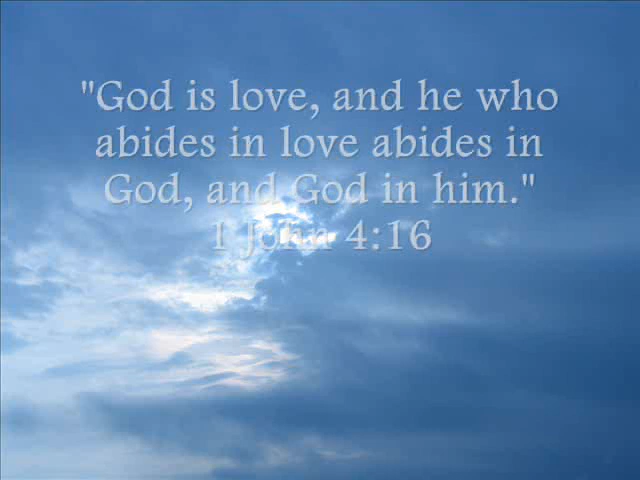 "God is love, and he who
abides in love abides in
God, and God in him."
1 John 4:16